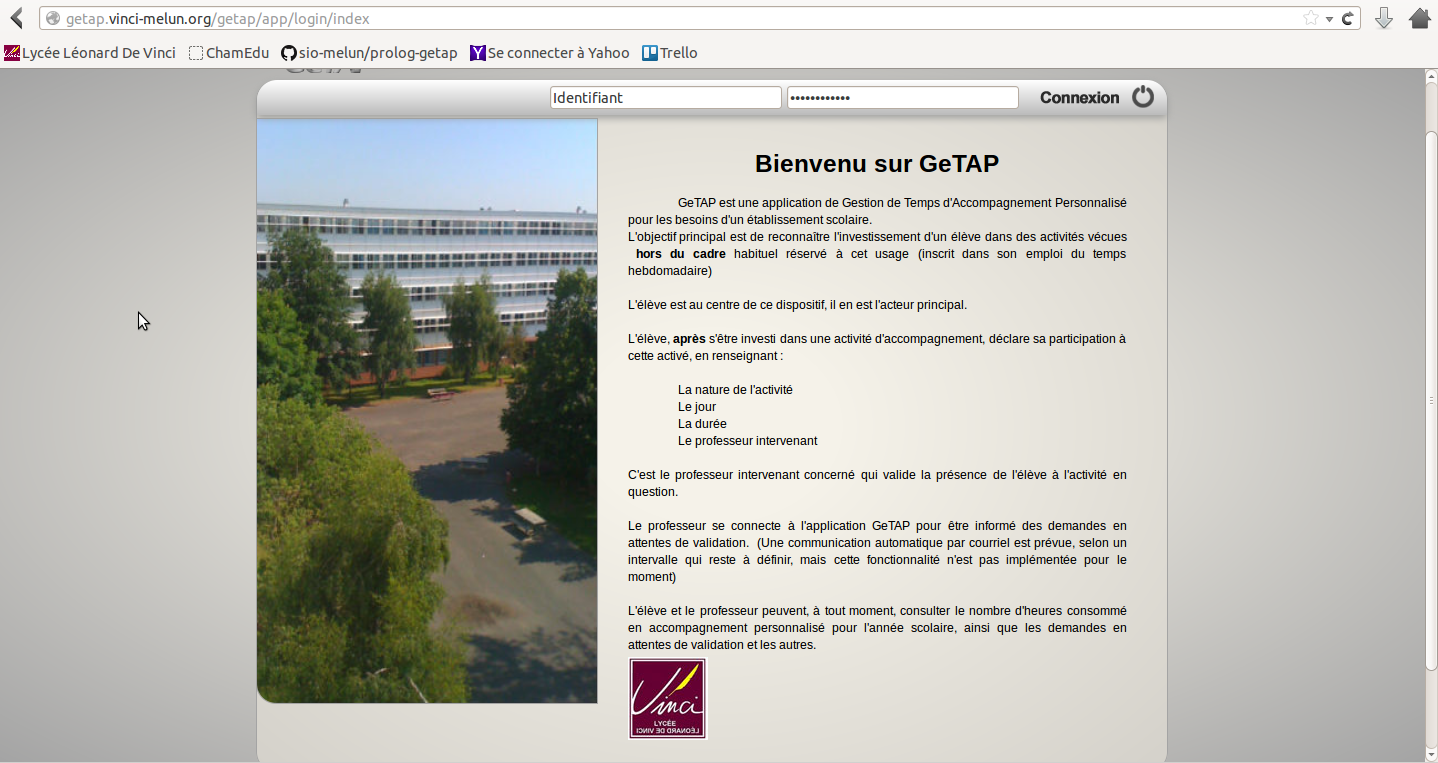 getap.vinci-melun.org/getap/app/login/index
Lycée Léonard De Vinci ChamEdu sio-melun/prolog-getap Se connecter à Yahoo Trello
Identifiant •••••••••••• Connexion
Bienvenu sur GeTAP
GeTAP est une application de Gestion de Temps d'Accompagnement Personnalisé
pour les besoins d'un établissement scolaire.
L'objectif principal est de reconnaître l'investissement d'un élève dans des activités vécues
hors du cadre habituel réservé à cet usage (inscrit dans son emploi du temps
hebdomadaire)
L'élève est au centre de ce dispositif, il en est l'acteur principal.
L'élève, après s'être investi dans une activité d'accompagnement, déclare sa participation à
cette activé, en renseignant :
La nature de l'activité
Le jour
La durée
Le professeur intervenant
C'est le professeur intervenant concerné qui valide la présence de l'élève à l'activité en
question.
Le professeur se connecte à l'application GeTAP pour être informé des demandes en
attentes de validation. (Une communication automatique par courriel est prévue, selon un
intervalle qui reste à définir, mais cette fonctionnalité n'est pas implémentée pour le
moment)
L'élève et le professeur peuvent, à tout moment, consulter le nombre d'heures consommé
en accompagnement personnalisé pour l'année scolaire, ainsi que les demandes en
attentes de validation et les autres.
Vinci
LYCÉE
LÉONARD DE VINCI